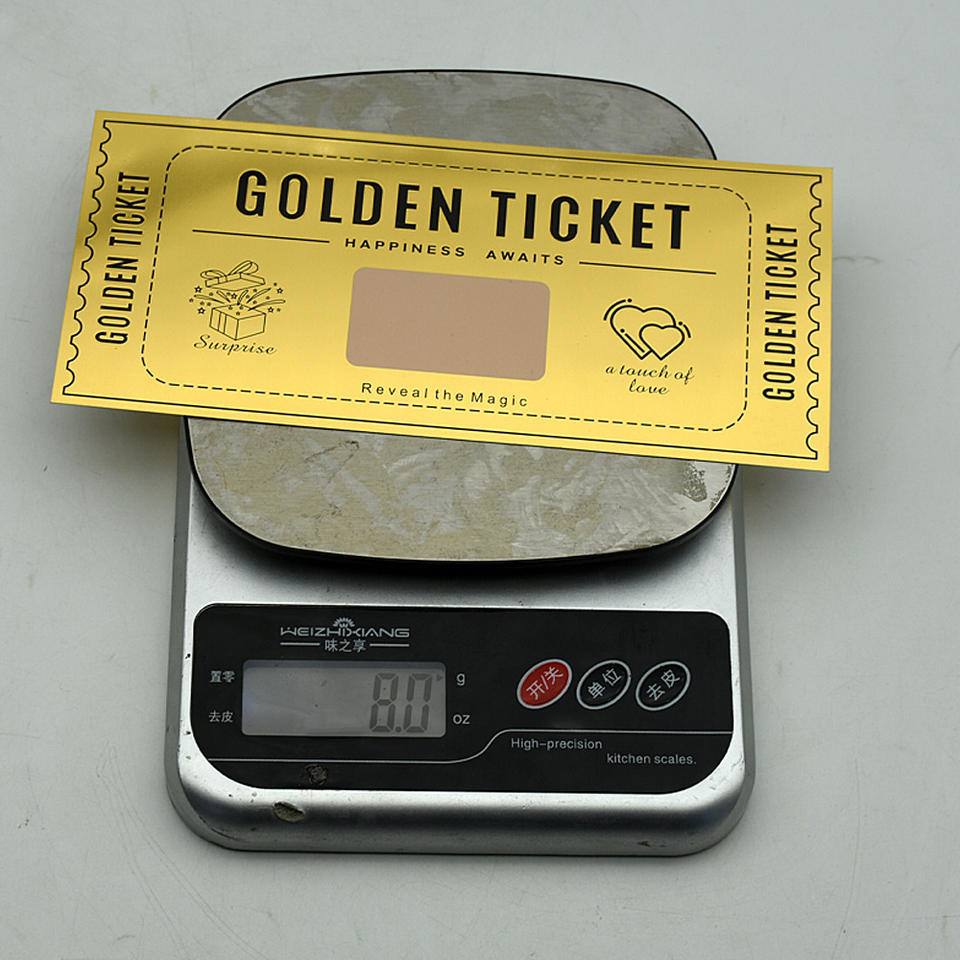 GOLDEN TICKET
GOLDEN TICKET
HAPPINESS AWAITS
GOLDEN TICKET
Surprise
a touch of
love
Reveal the Magic
WEIZHIXIANG
味之享
置零
8.0
g
去皮
oz
开/关
单位
去皮
High-precision
kitchen scales.